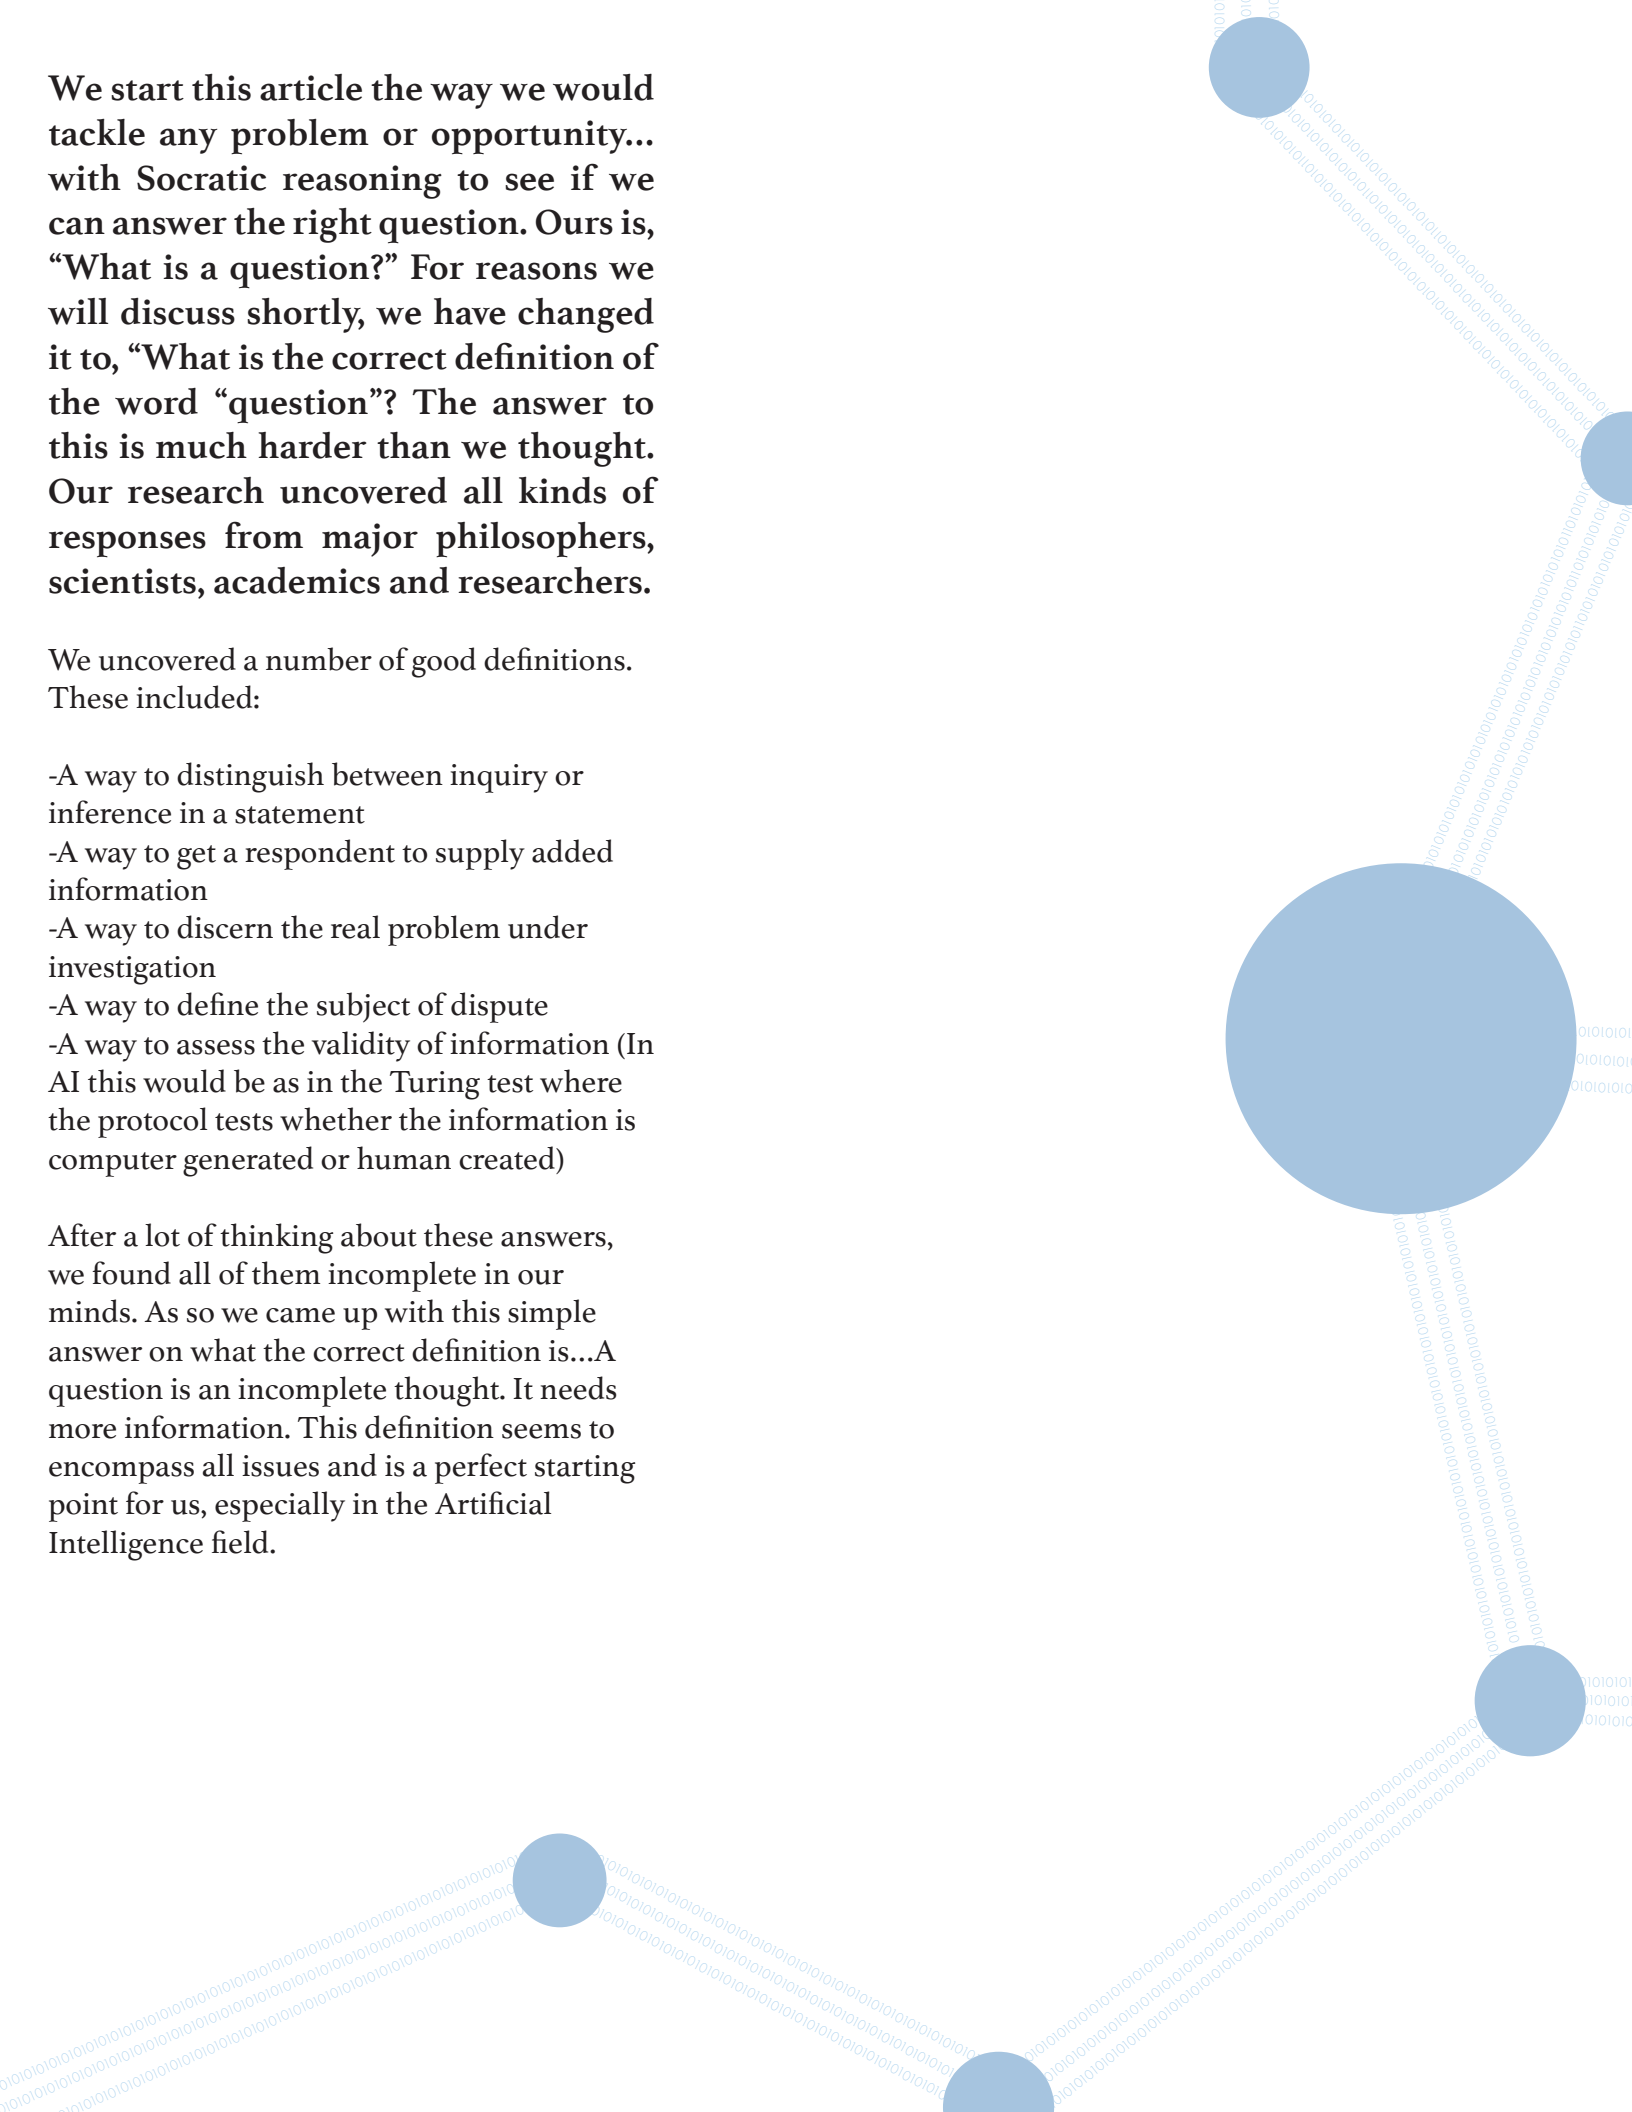 We start this article the way we would
tackle any problem or opportunity...
with Socratic reasoning to see if we
can answer the right question. Ours is,
“What is a question?” For reasons we
will discuss shortly, we have changed
it to, “What is the correct definition of
the word “question”? The answer to
this is much harder than we thought.
Our research uncovered all kinds of
responses from major philosophers,
scientists, academics and researchers.
We uncovered a number of good definitions.
These included:
-A way to distinguish between inquiry or
inference in a statement
-A way to get a respondent to supply added
information
-A way to discern the real problem under
investigation
-A way to define the subject of dispute
-A way to assess the validity of information (In
AI this would be as in the Turing test where
the protocol tests whether the information is
computer generated or human created)
After a lot of thinking about these answers,
we found all of them incomplete in our
minds. As so we came up with this simple
answer on what the correct definition is...A
question is an incomplete thought. It needs
more information. This definition seems to
encompass all issues and is a perfect starting
point for us, especially in the Artificial
Intelligence field.